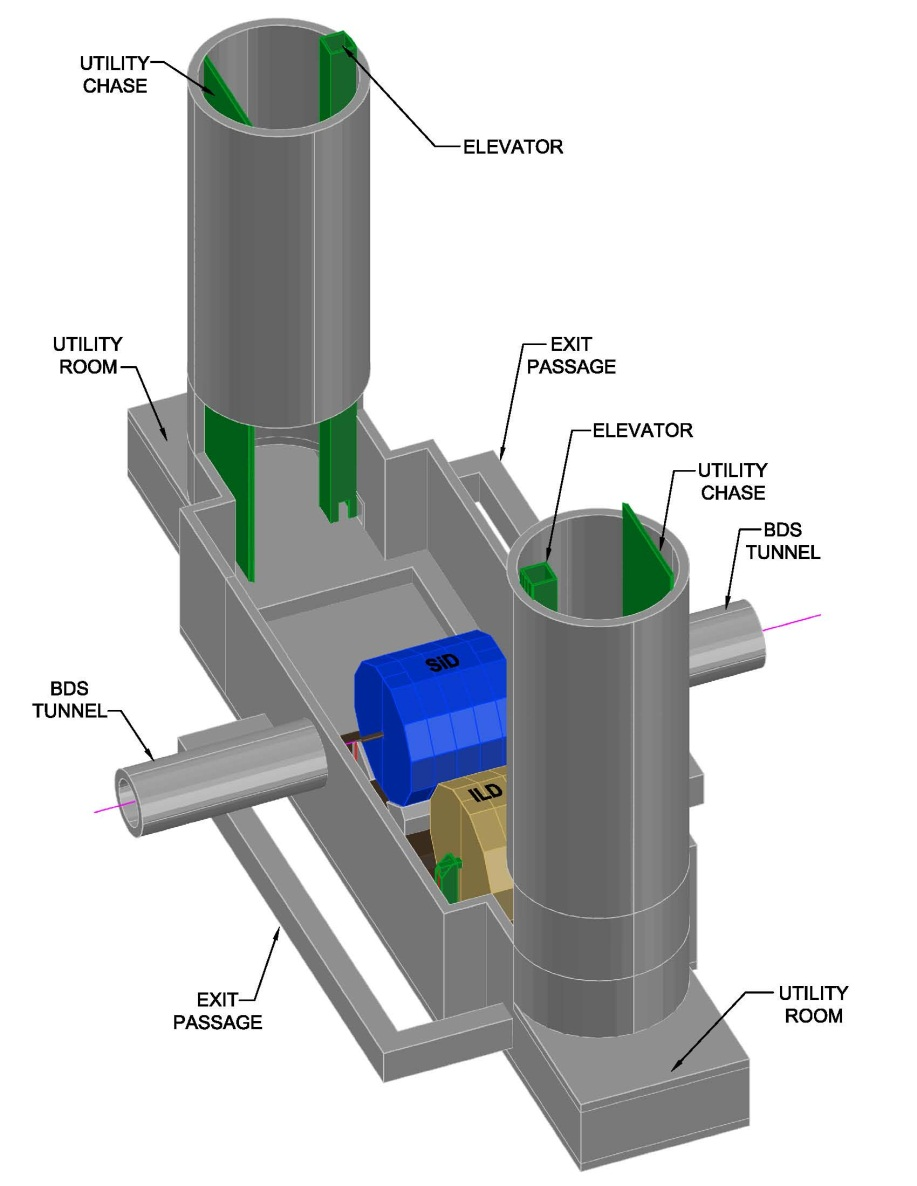 UTILITY
CHASE
ELEVATOR
UTILITY
ROOM
EXIT
PASSAGE
ELEVATOR
UTILITY
CHASE
BDS
TUNNEL
SiD
BDS
TUNNEL
ILD
EXIT
PASSAGE
UTILITY
ROOM